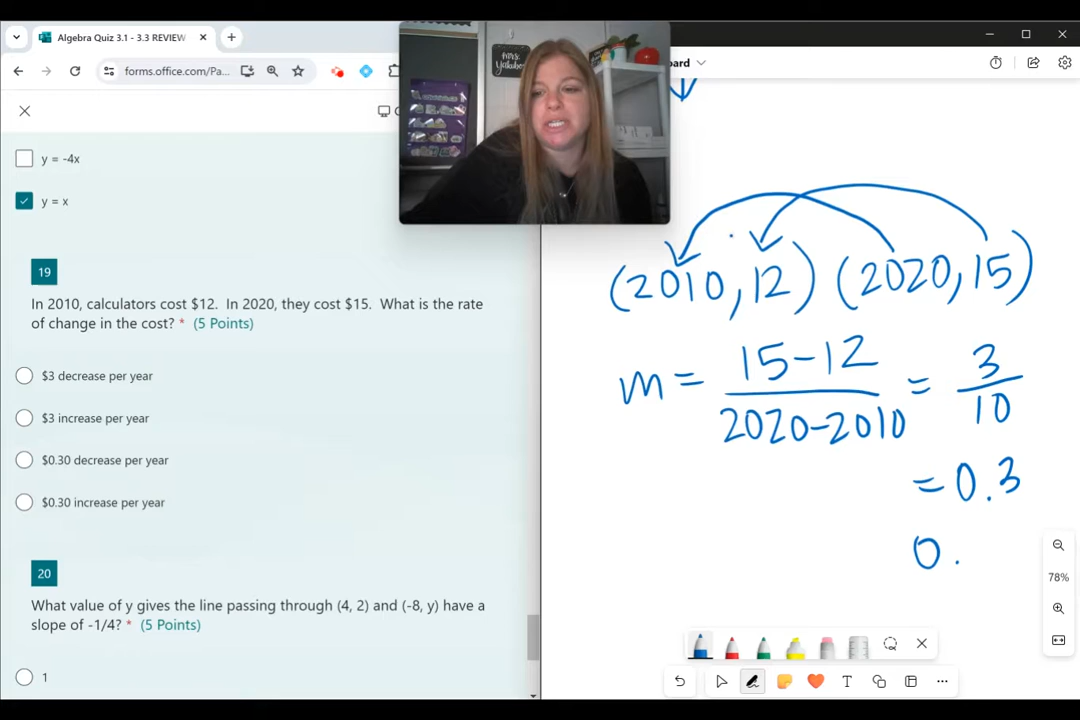 Algebra Quiz 3.1 - 3.3 REVIEW
forms.office.com/Pa...
y = -4x
y = x
19
In 2010, calculators cost $12. In 2020, they cost $15. What is the rate
of change in the cost? * (5 Points)
$3 decrease per year
$3 increase per year
$0.30 decrease per year
$0.30 increase per year
20
What value of y gives the line passing through (4, 2) and (-8, y) have a
slope of -1/4? * (5 Points)
1
Mrs.
Yakubo
ard
(2010, 12) (2020, 15)
m = 15-12 / 2020-2010 = 3/10
= 0.3
0.
78%
T